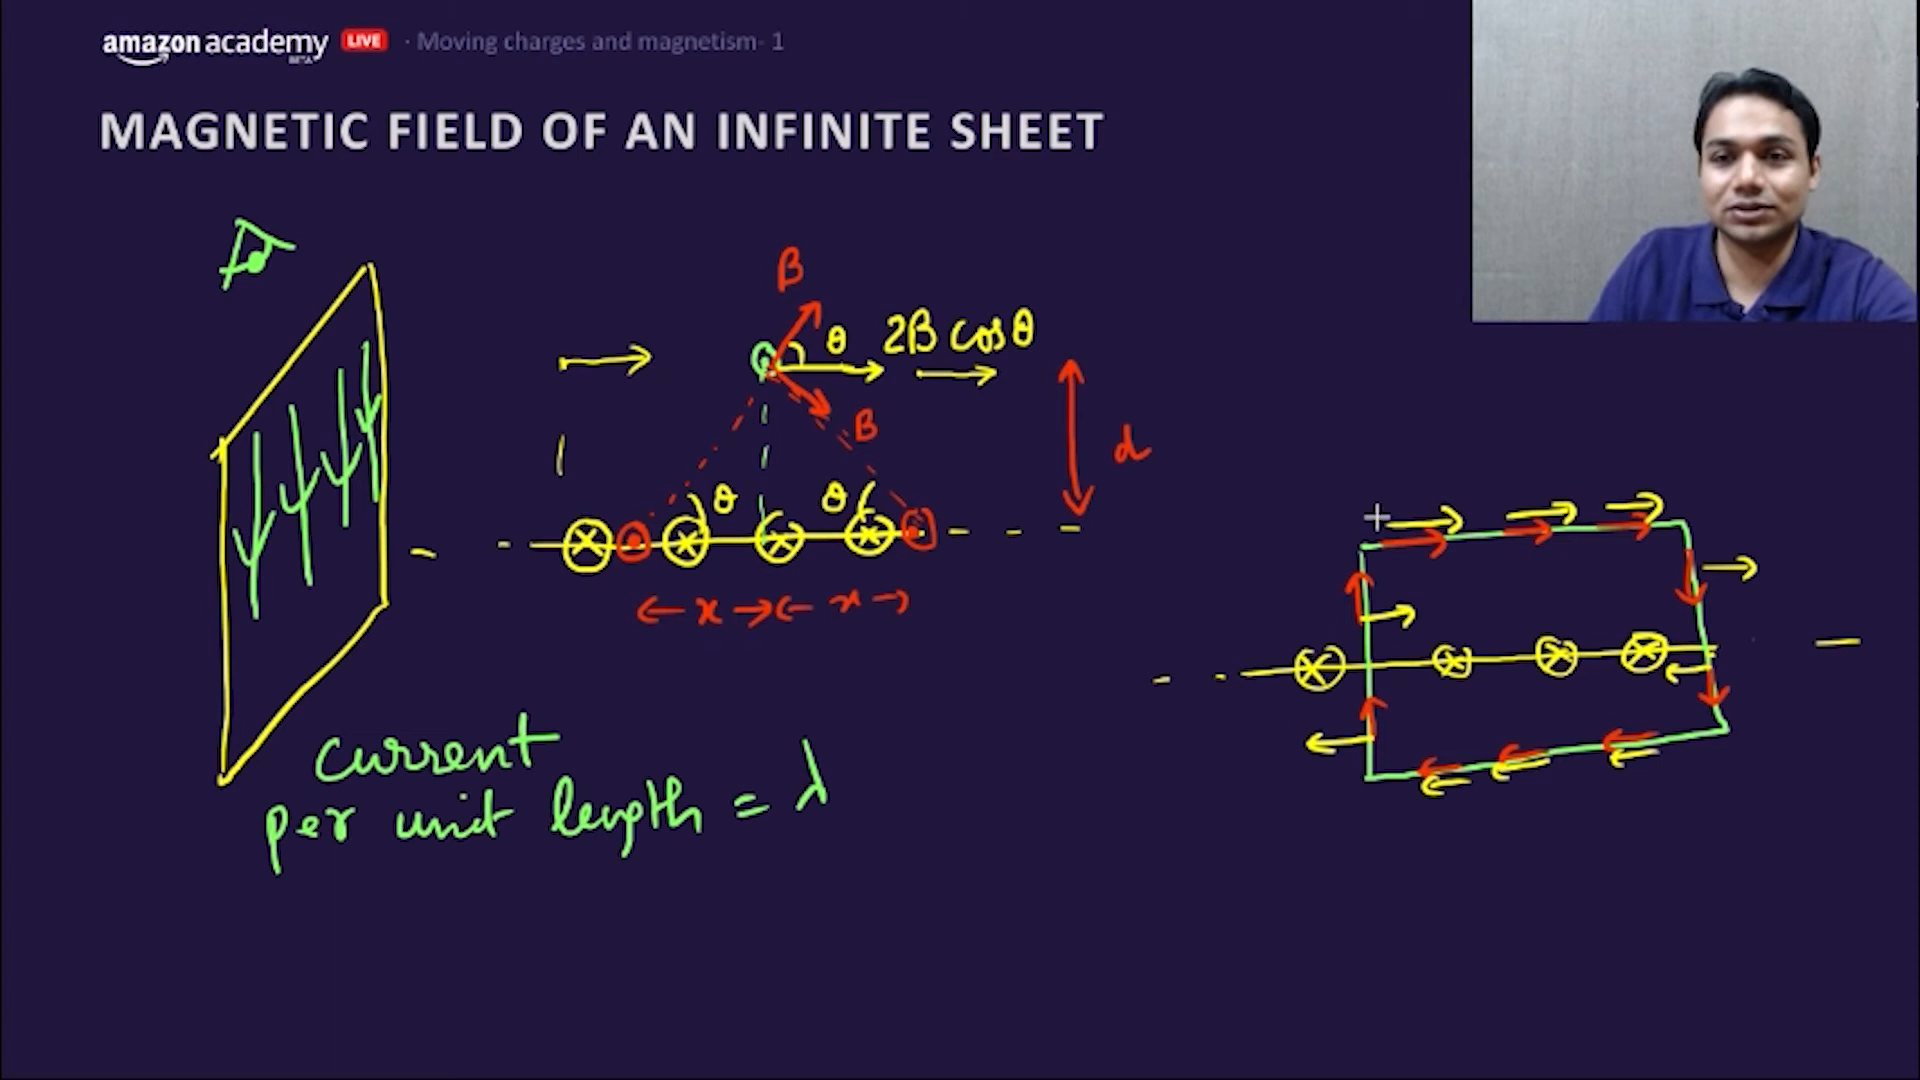 amazon academy LIVE · Moving charges and magnetism- 1
BETA
MAGNETIC FIELD OF AN INFINITE SHEET
B
θ 2B cosθ
B
d
θ θ
x x
current
per unit length = λ